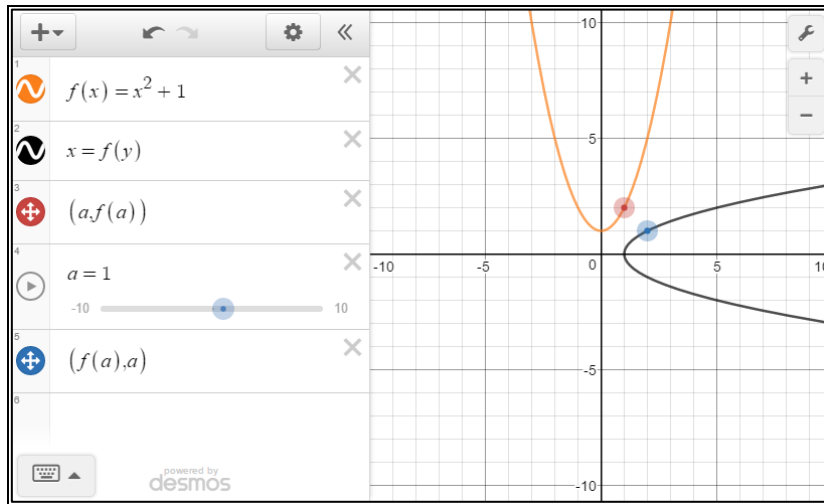 1
f(x) = x² + 1
2
x = f(y)
3
(a, f(a))
4
a = 1
-10
10
5
(f(a), a)
6
powered by
desmos
10
5
-10
-5
0
5
10
-5
-10